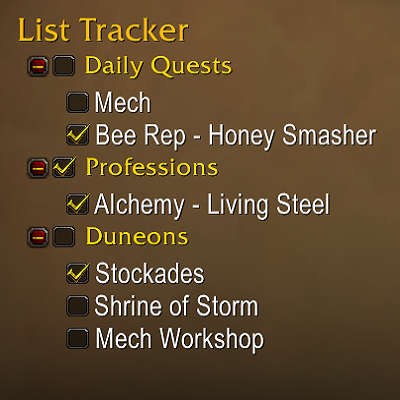 List Tracker
Daily Quests
Mech
Bee Rep - Honey Smasher
Professions
Alchemy - Living Steel
Duneons
Stockades
Shrine of Storm
Mech Workshop